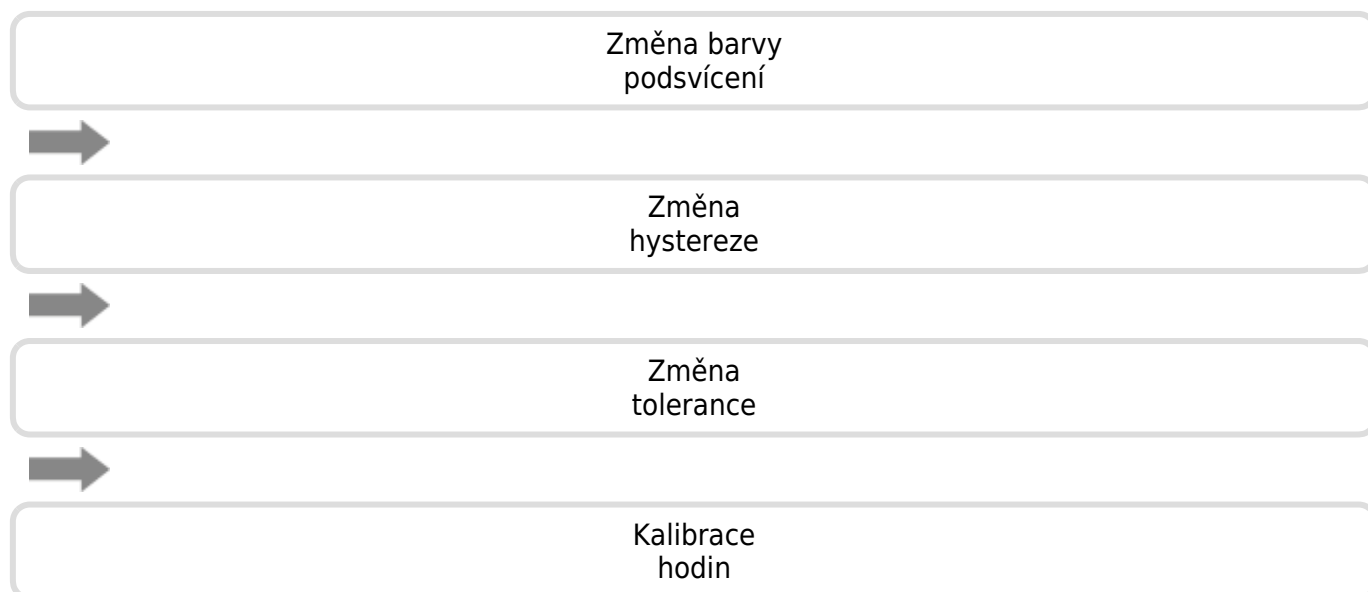 Změna barvy
podsvícení
Změna
hystereze
Změna
tolerance
Kalibrace
hodin